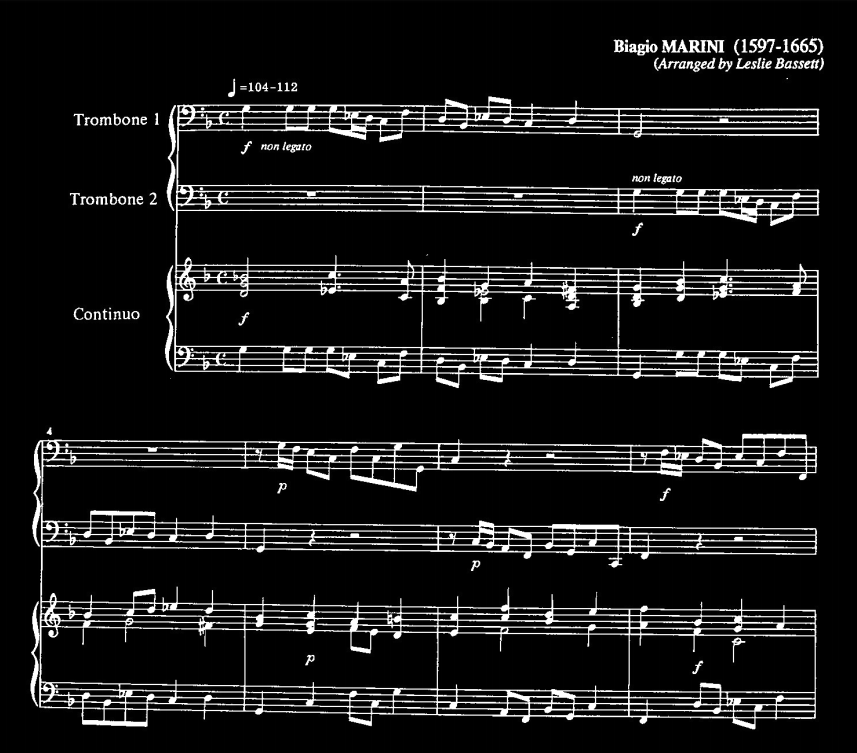 Biagio MARINI (1597-1665)
(Arranged by Leslie Bassett)
♩=104-112
Trombone 1
f non legato
Trombone 2
non legato
f
Continuo
f
4
p
f
p
p
f